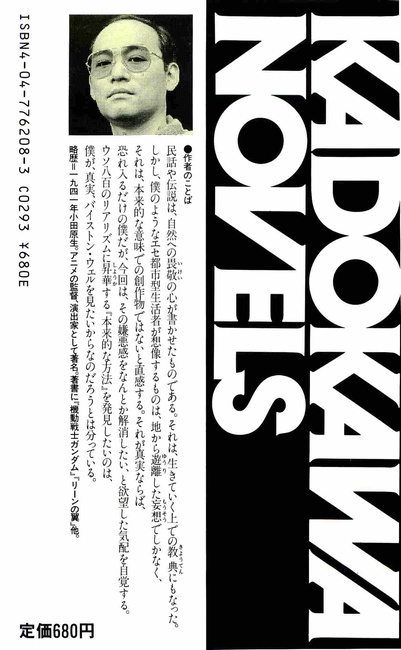 KADOKAWA
NOVELS
●作者のことば
民話や伝説は、自然への畏敬の心が書かせたものである。それは、生きていく上での教典にもなった。
しかし、僕のようなエセ都市型生活者が想像するものは、地から遊離した妄想でしかなく、
それは、本来的な意味での創作物ではないと直感する。それが真実ならば、
恐れ入るだけの僕だが、今回は、その嫌悪感をなんとか解消したい、と欲望した気配を自覚する。
ウソ八百のリアリズムに昇華する『本来的な方法』を発見したいのは、
僕が、真実、バイストン・ウェルを見たいからなのだろうとは分っている。
略歴=一九四一年小田原生。アニメの監督、演出家として著名。著書に『機動戦士ガンダム』『リーンの翼』他。
ISBN4-04-776208-3 C0293 ¥680E
定価680円